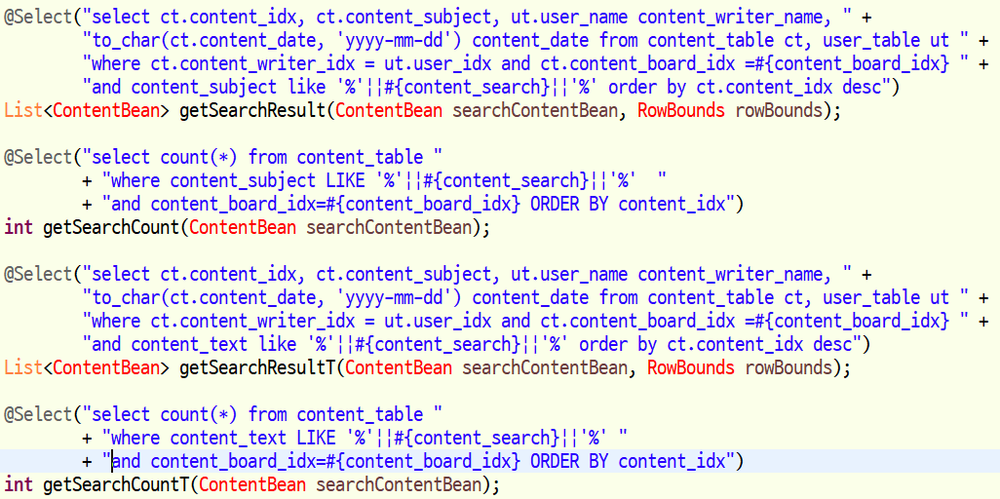 @Select("select ct.content_idx, ct.content_subject, ut.user_name content_writer_name, " +
"to_char(ct.content_date, 'yyyy-mm-dd') content_date from content_table ct, user_table ut " +
"where ct.content_writer_idx = ut.user_idx and ct.content_board_idx =#{content_board_idx} " +
"and content_subject like '%'||#{content_search}||'%' order by ct.content_idx desc")
List<ContentBean> getSearchResult(ContentBean searchContentBean, RowBounds rowBounds);
@Select("select count(*) from content_table "
+ "where content_subject LIKE '%'||#{content_search}||'%'  "
+ "and content_board_idx=#{content_board_idx} ORDER BY content_idx")
int getSearchCount(ContentBean searchContentBean);
@Select("select ct.content_idx, ct.content_subject, ut.user_name content_writer_name, " +
"to_char(ct.content_date, 'yyyy-mm-dd') content_date from content_table ct, user_table ut " +
"where ct.content_writer_idx = ut.user_idx and ct.content_board_idx =#{content_board_idx} " +
"and content_text like '%'||#{content_search}||'%' order by ct.content_idx desc")
List<ContentBean> getSearchResultT(ContentBean searchContentBean, RowBounds rowBounds);
@Select("select count(*) from content_table "
+ "where content_text LIKE '%'||#{content_search}||'%' "
+ "and content_board_idx=#{content_board_idx} ORDER BY content_idx")
int getSearchCountT(ContentBean searchContentBean);